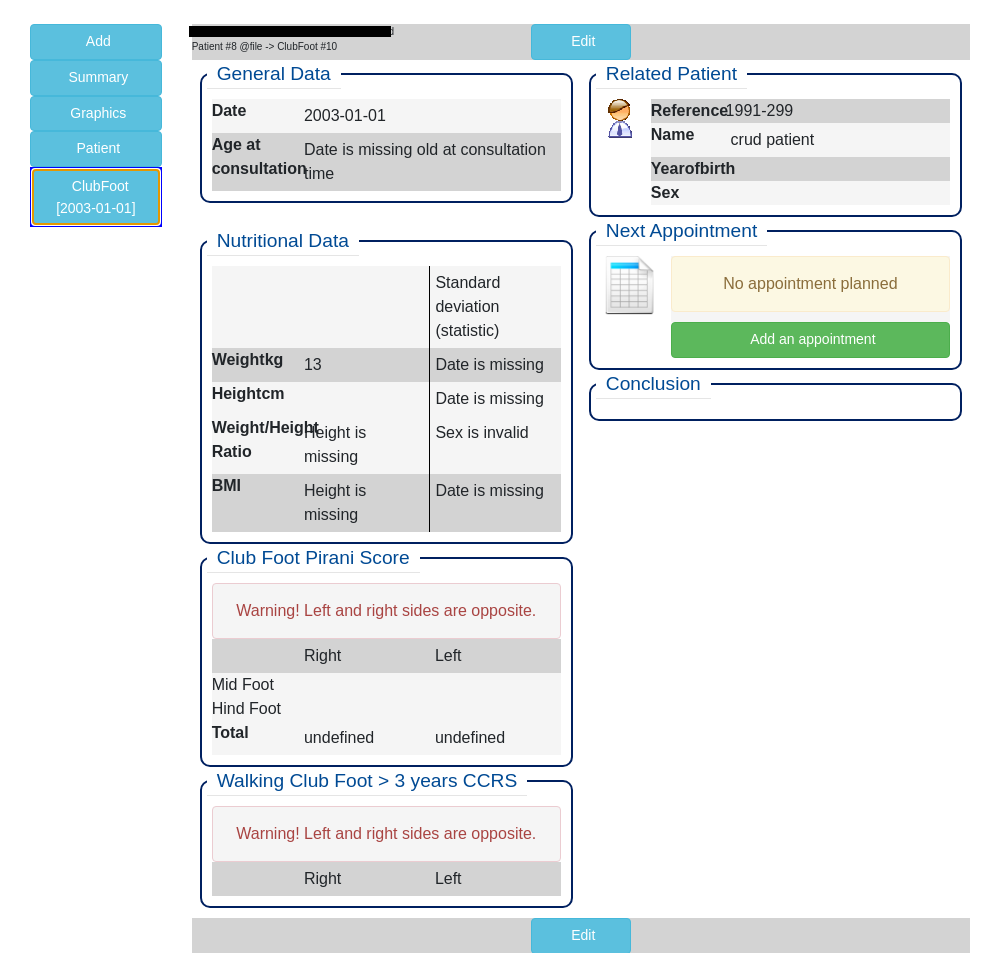 Add
Summary
Graphics
Patient
ClubFoot
[2003-01-01]
Patient #8 @file -> ClubFoot #10
Edit
General Data
Date 2003-01-01
Age at consultation Date is missing old at consultation
time
Nutritional Data
Standard
deviation
(statistic)
Weightkg 13 Date is missing
Heightcm Date is missing
Weight/Height Ratio Height is missing Sex is invalid
BMI Height is missing Date is missing
Club Foot Pirani Score
Warning! Left and right sides are opposite.
Right Left
Mid Foot
Hind Foot
Total undefined undefined
Walking Club Foot > 3 years CCRS
Warning! Left and right sides are opposite.
Right Left
Related Patient
Reference 1991-299
Name crud patient
Yearofbirth
Sex
Next Appointment
No appointment planned
Add an appointment
Conclusion
Edit